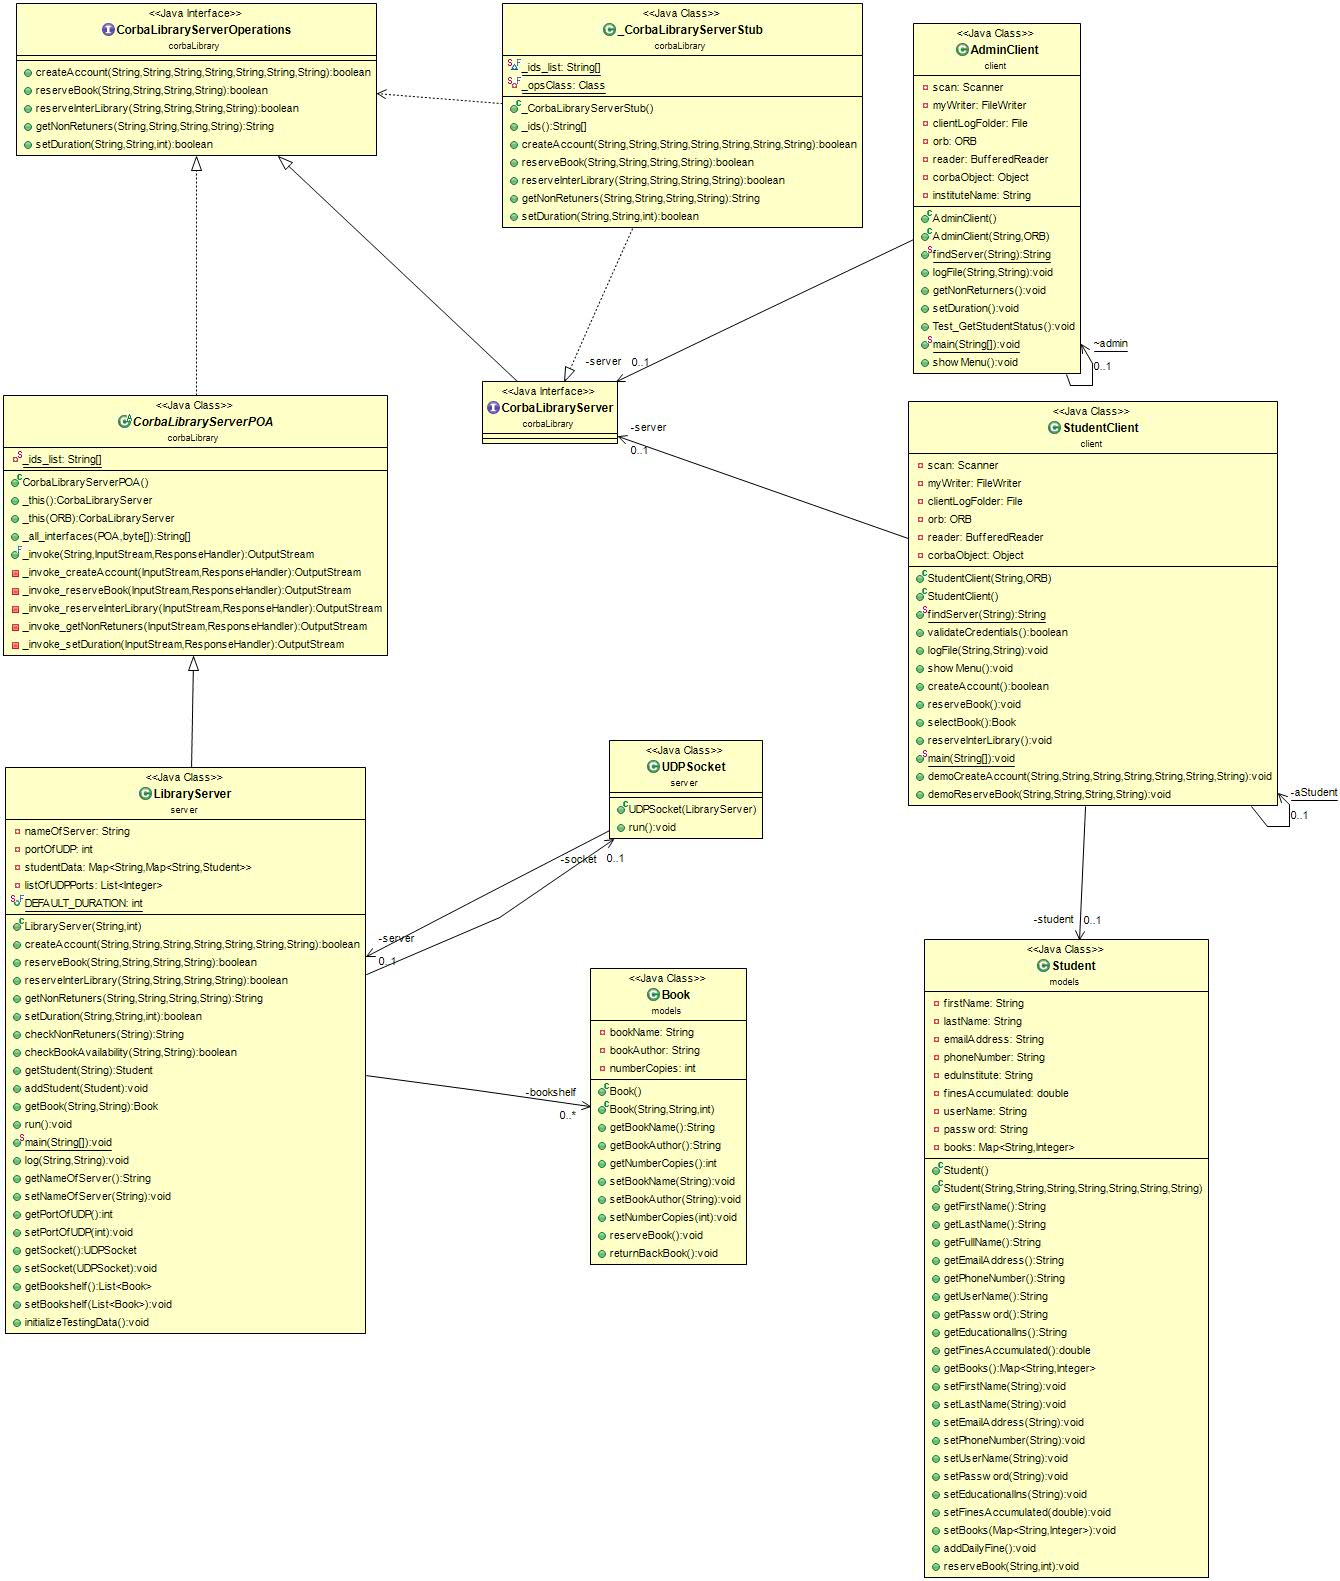 <<Java Interface>>
CorbaLibraryServerOperations
corbaLibrary
createAccount(String,String,String,String,String,String,String):boolean
reserveBook(String,String,String,String):boolean
reserveInterLibrary(String,String,String,String):boolean
getNonRetuners(String,String,String,String):String
setDuration(String,String,int):boolean
<<Java Class>>
_CorbaLibraryServerStub
corbaLibrary
_ids_list: String[]
_opsClass: Class
_CorbaLibraryServerStub()
_ids():String[]
createAccount(String,String,String,String,String,String,String):boolean
reserveBook(String,String,String,String):boolean
reserveInterLibrary(String,String,String,String):boolean
getNonRetuners(String,String,String,String):String
setDuration(String,String,int):boolean
<<Java Class>>
AdminClient
client
scan: Scanner
myWriter: FileWriter
clientLogFolder: File
orb: ORB
reader: BufferedReader
corbaObject: Object
instituteName: String
AdminClient()
AdminClient(String,ORB)
findServer(String):String
logFile(String,String):void
getNonReturners():void
setDuration():void
Test_GetStudentStatus():void
main(String[]):void
showMenu():void
~admin
0..1
-server 0..1
<<Java Interface>>
CorbaLibraryServer
corbaLibrary
-server
0..1
<<Java Class>>
CorbaLibraryServerPOA
corbaLibrary
_ids_list: String[]
CorbaLibraryServerPOA()
_this():CorbaLibraryServer
_this(ORB):CorbaLibraryServer
_all_interfaces(POA,byte[]):String[]
_invoke(String,InputStream,ResponseHandler):OutputStream
_invoke_createAccount(InputStream,ResponseHandler):OutputStream
_invoke_reserveBook(InputStream,ResponseHandler):OutputStream
_invoke_reserveInterLibrary(InputStream,ResponseHandler):OutputStream
_invoke_getNonRetuners(InputStream,ResponseHandler):OutputStream
_invoke_setDuration(InputStream,ResponseHandler):OutputStream
<<Java Class>>
StudentClient
client
scan: Scanner
myWriter: FileWriter
clientLogFolder: File
orb: ORB
reader: BufferedReader
corbaObject: Object
StudentClient(String,ORB)
StudentClient()
findServer(String):String
validateCredentials():boolean
logFile(String,String):void
showMenu():void
createAccount():boolean
reserveBook():void
selectBook():Book
reserveInterLibrary():void
main(String[]):void
demoCreateAccount(String,String,String,String,String,String,String):void
demoReserveBook(String,String,String,String):void
-aStudent
0..1
-student 0..1
<<Java Class>>
UDPSocket
server
UDPSocket(LibraryServer)
run():void
-socket 0..1
-server
0..1
<<Java Class>>
LibraryServer
server
nameOfServer: String
portOfUDP: int
studentData: Map<String,Map<String,Student>>
listOfUDPPorts: List<Integer>
DEFAULT_DURATION: int
LibraryServer(String,int)
createAccount(String,String,String,String,String,String,String):boolean
reserveBook(String,String,String,String):boolean
reserveInterLibrary(String,String,String,String):boolean
getNonRetuners(String,String,String,String):String
setDuration(String,String,int):boolean
checkNonRetuners(String):String
checkBookAvailability(String,String):boolean
getStudent(String):Student
addStudent(Student):void
getBook(String,String):Book
run():void
main(String[]):void
log(String,String):void
getNameOfServer():String
setNameOfServer(String):void
getPortOfUDP():int
setPortOfUDP(int):void
getSocket():UDPSocket
setSocket(UDPSocket):void
getBookshelf():List<Book>
setBookshelf(List<Book>):void
initializeTestingData():void
-bookshelf
0..*
<<Java Class>>
Book
models
bookName: String
bookAuthor: String
numberCopies: int
Book()
Book(String,String,int)
getBookName():String
getBookAuthor():String
getNumberCopies():int
setBookName(String):void
setBookAuthor(String):void
setNumberCopies(int):void
reserveBook():void
returnBackBook():void
<<Java Class>>
Student
models
firstName: String
lastName: String
emailAddress: String
phoneNumber: String
eduInstitute: String
finesAccumulated: double
userName: String
password: String
books: Map<String,Integer>
Student()
Student(String,String,String,String,String,String,String)
getFirstName():String
getLastName():String
getFullName():String
getEmailAddress():String
getPhoneNumber():String
getUserName():String
getPassword():String
getEducationalIns():String
getFinesAccumulated():double
getBooks():Map<String,Integer>
setFirstName(String):void
setLastName(String):void
setEmailAddress(String):void
setPhoneNumber(String):void
setUserName(String):void
setPassword(String):void
setEducationalIns(String):void
setFinesAccumulated(double):void
setBooks(Map<String,Integer>):void
addDailyFine():void
reserveBook(String,int):void